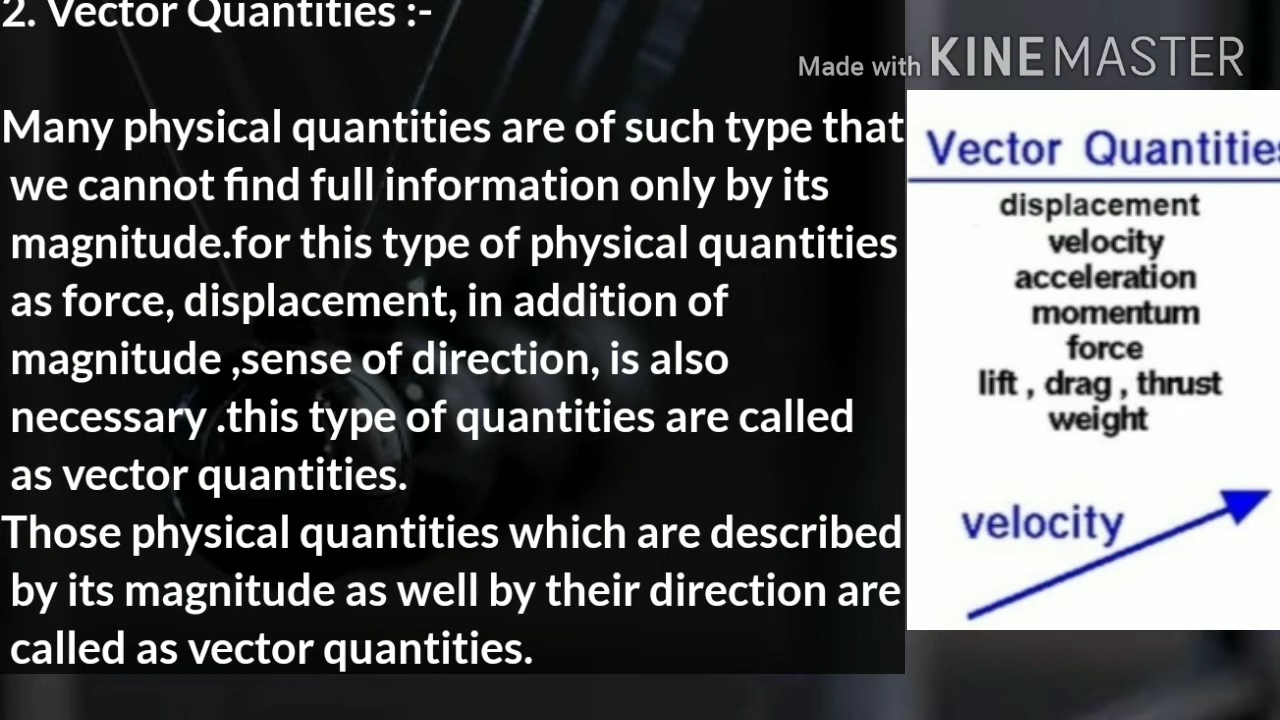 2. Vector Quantities :-
Made with KINEMASTER
Many physical quantities are of such type that
we cannot find full information only by its
magnitude.for this type of physical quantities
as force, displacement, in addition of
magnitude ,sense of direction, is also
necessary .this type of quantities are called
as vector quantities.
Those physical quantities which are described
by its magnitude as well by their direction are
called as vector quantities.
Vector Quantities
displacement
velocity
acceleration
momentum
force
lift , drag , thrust
weight
velocity